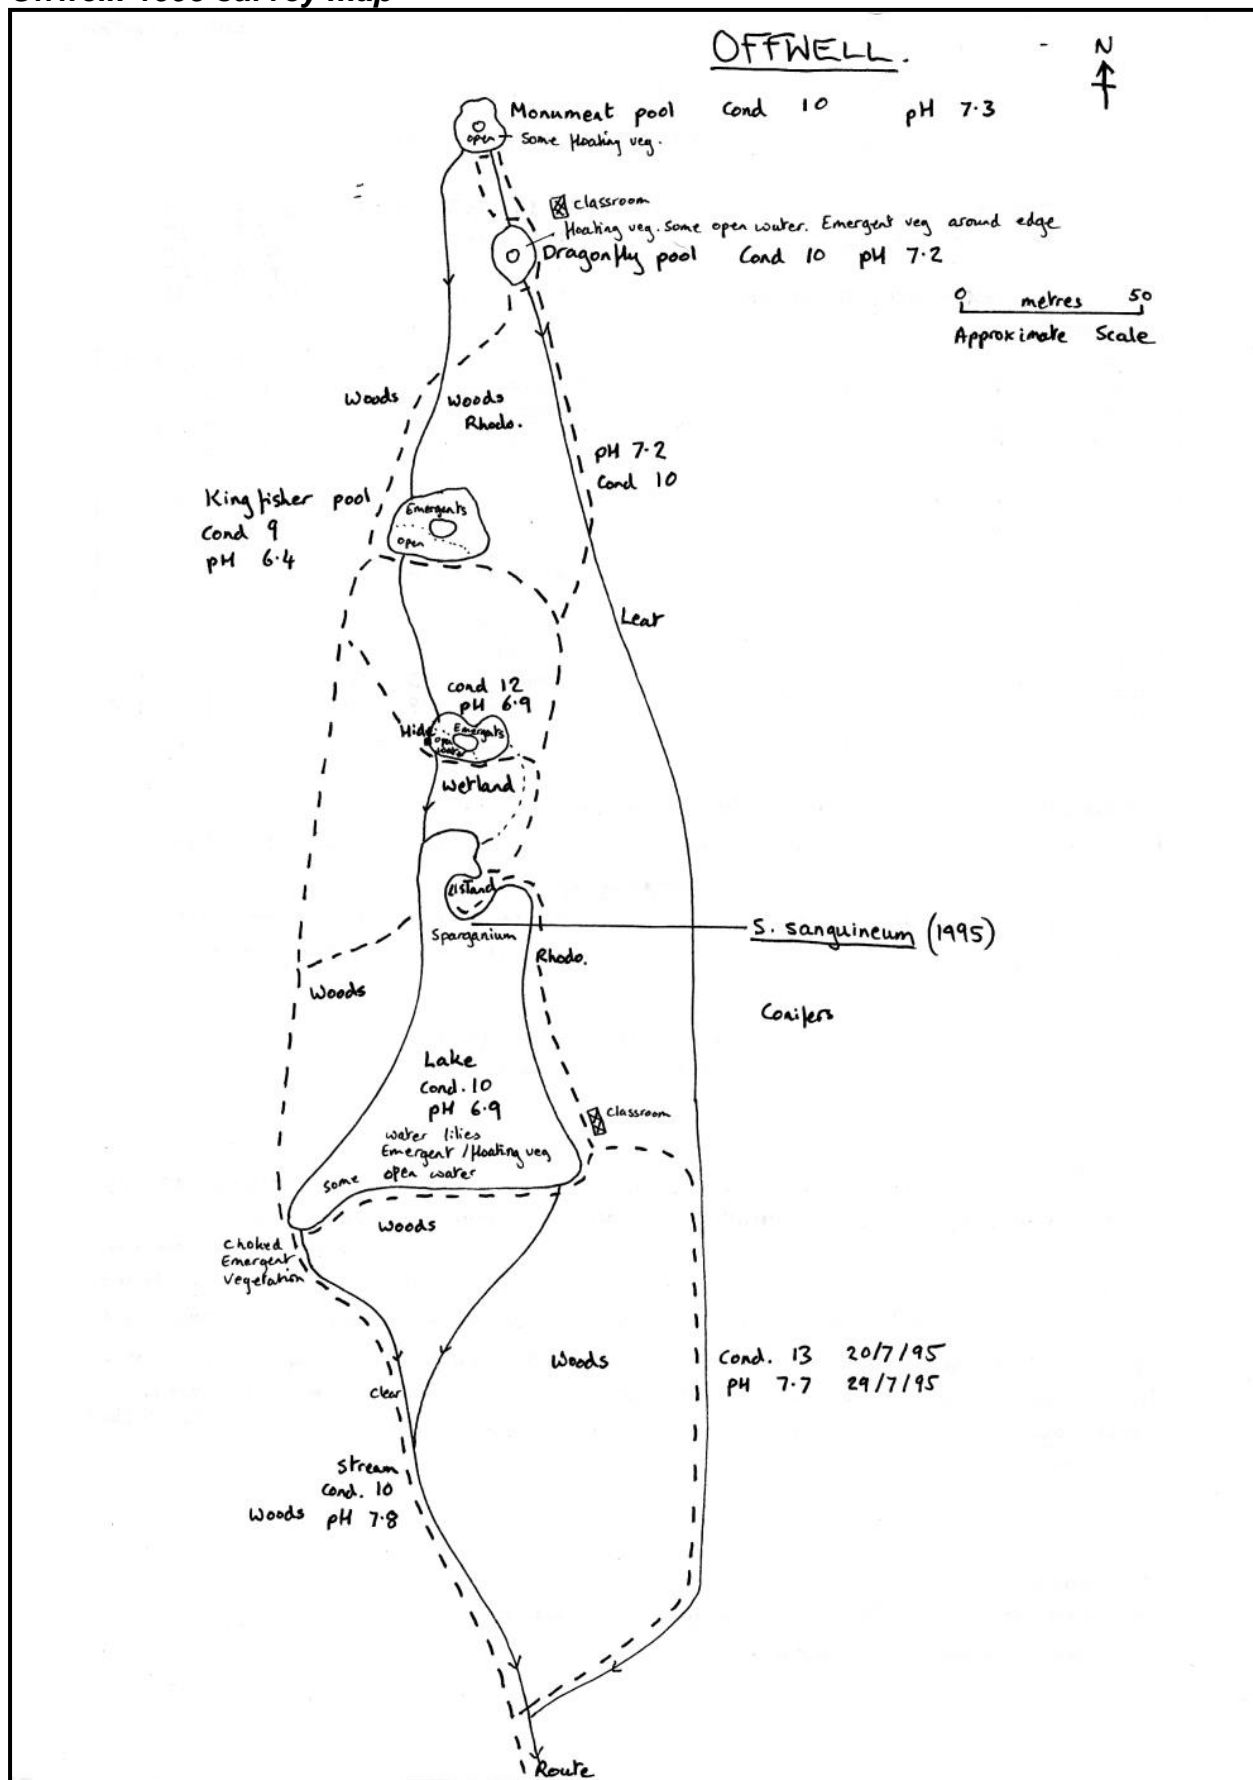 OFFWELL.
N
Monument pool Cond 10 pH 7.3
open
Some floating veg.
classroom
floating veg. Some open water. Emergent veg around edge
Dragonfly pool Cond 10 pH 7.2
0 metres 50
Approximate Scale
Woods
Woods
Rhodo.
pH 7.2
Cond 10
Kingfisher pool
Cond 9
pH 6.4
Emergents
open
Leat
cond 12
pH 6.9
Hide
Emergents
open
water
Wetland
Island
Sparganium
S. sanguineum (1995)
Rhodo.
Woods
Conifers
Lake
Cond. 10
pH 6.9
classroom
water lilies
Emergent/floating veg
some open water
Woods
Choked
Emergent
Vegetation
Woods
Cond. 13 20/7/95
pH 7.7 29/7/95
clear
Stream
Cond. 10
Woods pH 7.8
Route